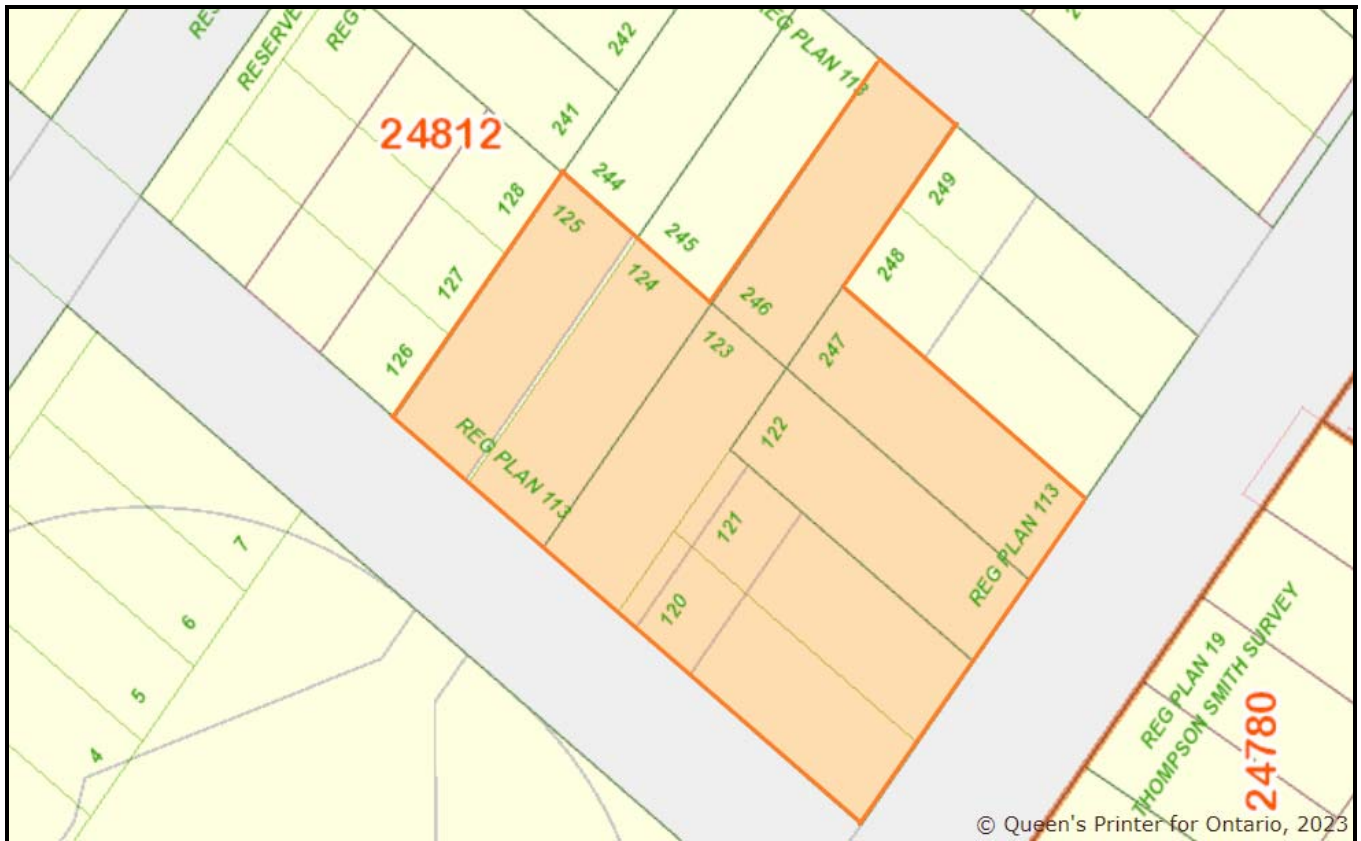 RESERVE
REG
242
REG PLAN 113
241
24812
128
244
125
249
245
124
248
127
246
123
247
126
122
REG PLAN 113
121
REG PLAN 113
120
7
6
5
4
REG PLAN 19
THOMPSON SMITH SURVEY
24780
© Queen's Printer for Ontario, 2023